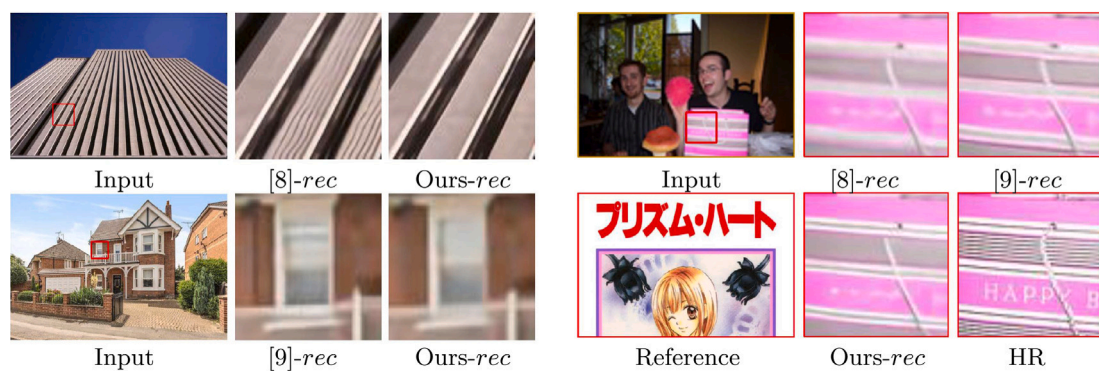 Input
[8]-rec
Ours-rec
Input
[9]-rec
Ours-rec
Input
[8]-rec
[9]-rec
プリズム・ハート
Reference
Ours-rec
HAPPY B
HR